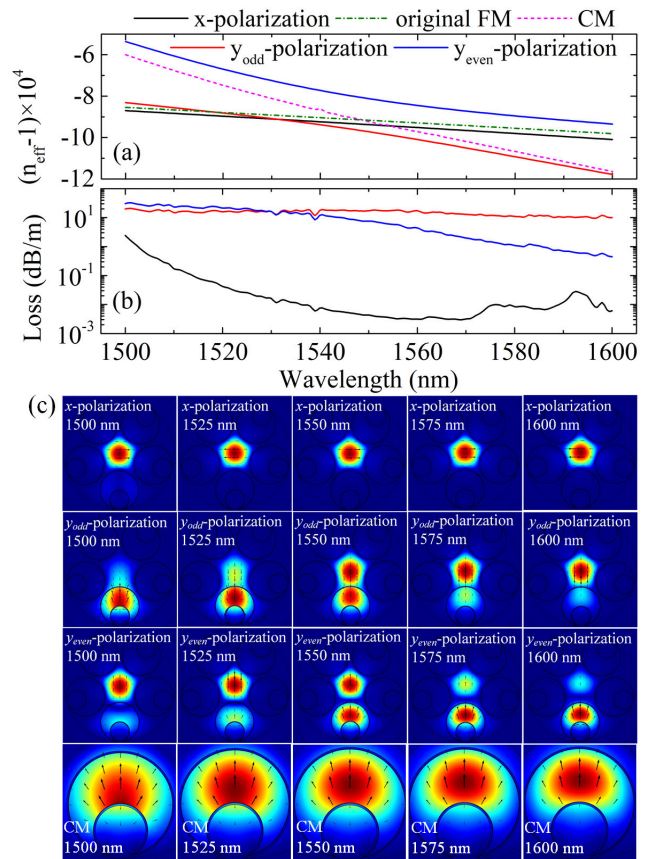 x-polarization original FM CM
y_odd-polarization y_even-polarization
(n_eff-1)×10^4
-6
-8
-10
-12
(a)
Loss (dB/m)
10^1
10^-1
10^-3
(b)
1500 1520 1540 1560 1580 1600
Wavelength (nm)
(c)
x-polarization x-polarization x-polarization x-polarization x-polarization
1500 nm 1525 nm 1550 nm 1575 nm 1600 nm
y_odd-polarization y_odd-polarization y_odd-polarization y_odd-polarization y_odd-polarization
1500 nm 1525 nm 1550 nm 1575 nm 1600 nm
y_even-polarization y_even-polarization y_even-polarization y_even-polarization y_even-polarization
1500 nm 1525 nm 1550 nm 1575 nm 1600 nm
CM CM CM CM CM
1500 nm 1525 nm 1550 nm 1575 nm 1600 nm